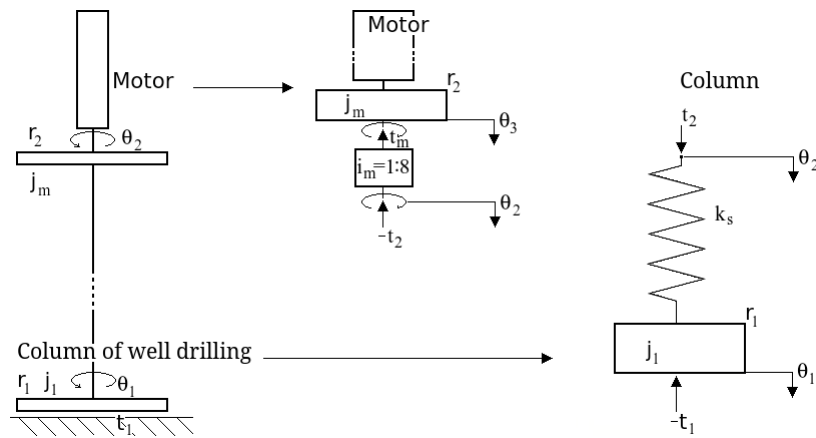 Motor
r₂ θ₂
jₘ
Column of well drilling
r₁ j₁ θ₁
t₁
Motor
r₂
jₘ
θ₃
tₘ
iₘ=1:8
θ₂
-t₂
Column
t₂
θ₂
kₛ
r₁
j₁
θ₁
-t₁